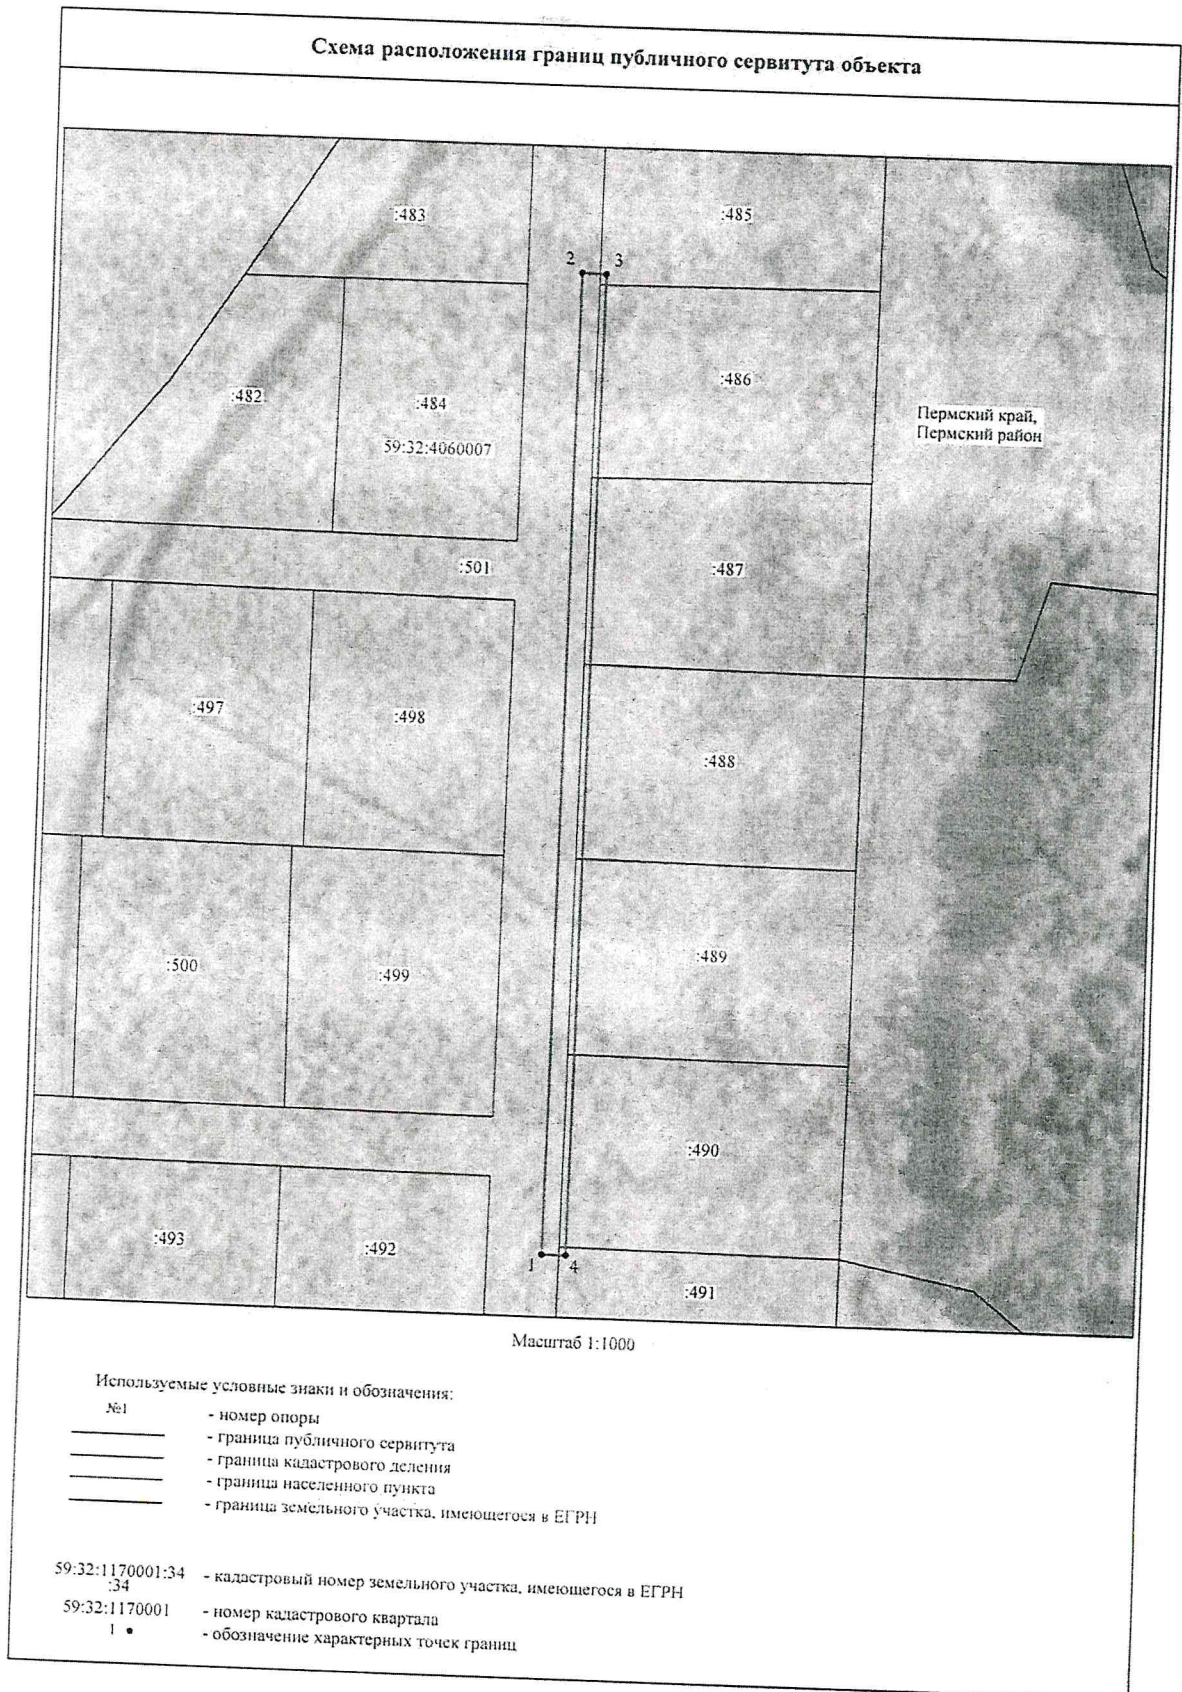 Схема расположения границ публичного сервитута объекта
:483
:485
2
3
:486
:482
:484
Пермский край,
Пермский район
59:32:4060007
:501
:487
:497
:498
:488
:489
:500
:499
:490
:493
:492
1
4
:491
Масштаб 1:1000
Используемые условные знаки и обозначения:
№1 - номер опоры
- граница публичного сервитута
- граница кадастрового деления
- граница населенного пункта
- граница земельного участка, имеющегося в ЕГРН
59:32:1170001:34
:34 - кадастровый номер земельного участка, имеющегося в ЕГРН
59:32:1170001 - номер кадастрового квартала
1 • - обозначение характерных точек границ